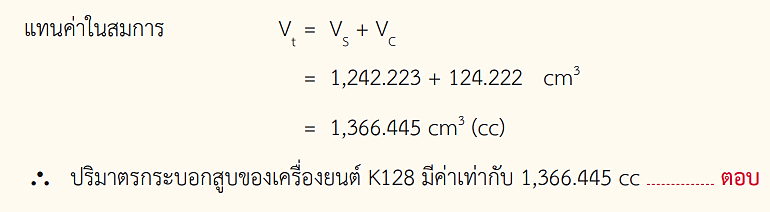 แทนค่าในสมการ Vt = VS + VC
= 1,242.223 + 124.222 cm³
= 1,366.445 cm³ (cc)
∴ ปริมาตรกระบอกสูบของเครื่องยนต์ K128 มีค่าเท่ากับ 1,366.445 cc .............. ตอบ